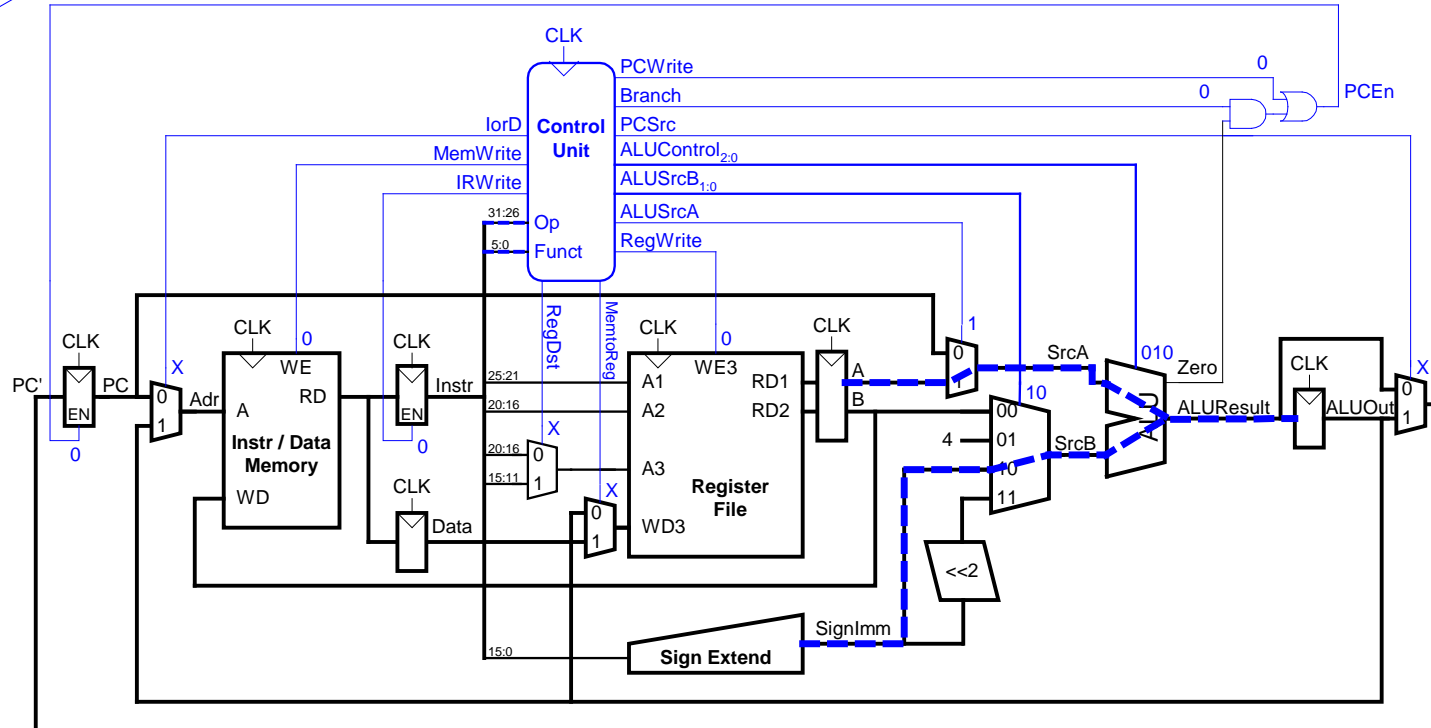 CLK
PCWrite
0
Branch
0
PCEn
IorD
Control
Unit
PCSrc
MemWrite
ALUControl2:0
IRWrite
ALUSrcB1:0
31:26
Op
ALUSrcA
5:0
Funct
RegWrite
RegDst
MemtoReg
CLK
CLK
CLK
CLK
CLK
0
0
1
X
WE
WE3
0
1
SrcA
010
Zero
CLK
X
PC'
PC
EN
0
1
Adr
A
RD
Instr
EN
25:21
A1
RD1
A
20:16
A2
RD2
B
10
00
ALU
ALUResult
ALUOut
0
1
0
Instr / Data
Memory
0
X
4
01
SrcB
20:16
0
15:11
1
A3
10
CLK
X
Register
File
11
WD
Data
0
1
WD3
<<2
SignImm
15:0
Sign Extend